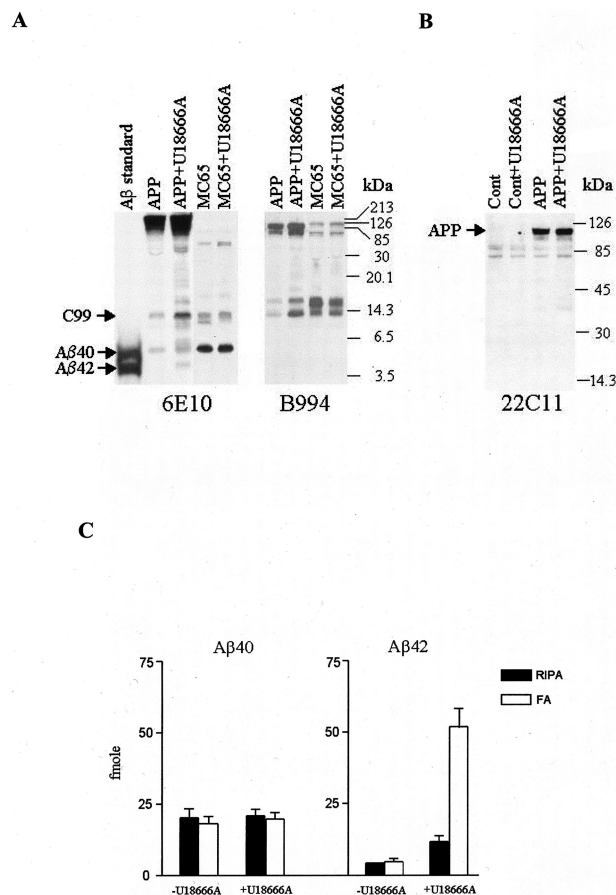 A
B
Aβ standard
APP
APP+U18666A
MC65
MC65+U18666A
APP
APP+U18666A
MC65
MC65+U18666A
kDa
213
126
85
30
20.1
14.3
6.5
3.5
C99
Aβ40
Aβ42
6E10
B994
Cont
Cont+U18666A
APP
APP+U18666A
kDa
APP
126
85
45
30
14.3
22C11
C
Aβ40
Aβ42
75
50
25
0
fmole
-U18666A
+U18666A
75
50
25
0
-U18666A
+U18666A
RIPA
FA